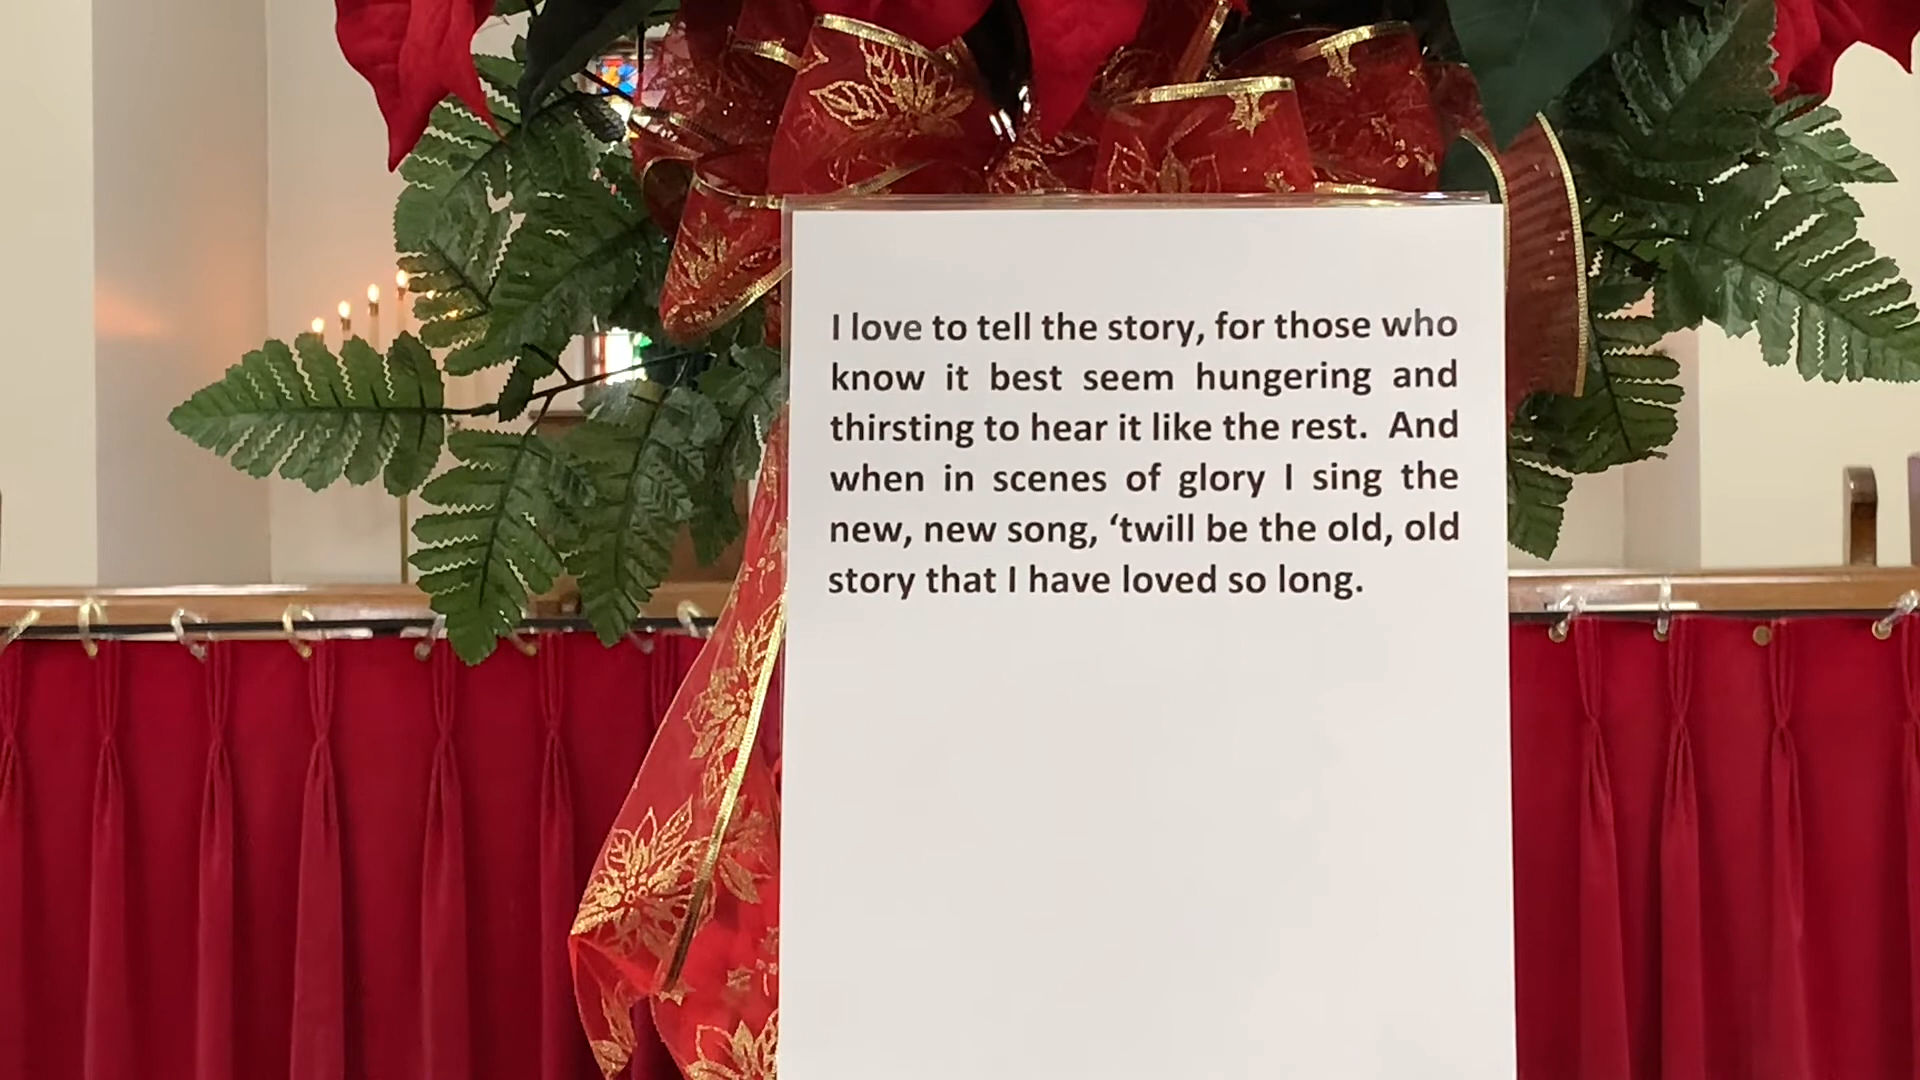 I love to tell the story, for those who
know it best seem hungering and
thirsting to hear it like the rest.  And
when in scenes of glory I sing the
new, new song, ‘twill be the old, old
story that I have loved so long.